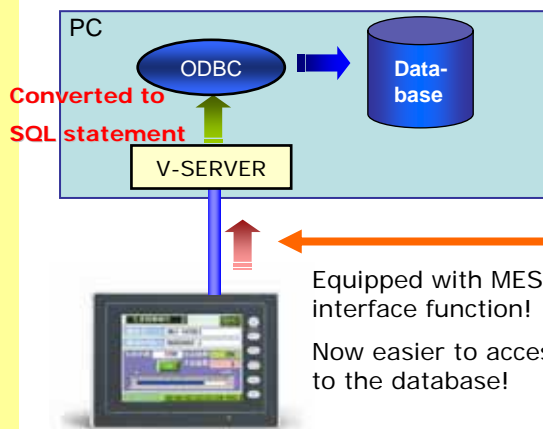 PC
ODBC
Data-
base
Converted to
SQL statement
V-SERVER
Equipped with MES
interface function!
Now easier to acces
to the database!